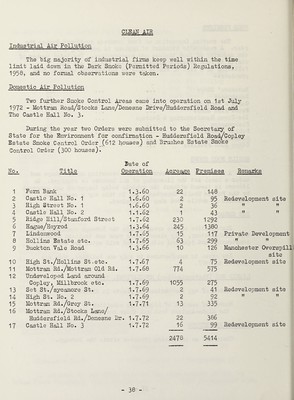 CLEAN AIR
Industrial Air Pollution
The big majority of industrial firms keep well within the time
limit laid down in the Dark Smoke (Permitted Periods) Regulations,
1958, and no formal observations were taken.
Domestic Air Pollution
Two further Smoke Control Areas came into operation on 1st July
1972 - Mottram Road/Stocks Lane/Demesne Drive/Huddersfield Road and
The Castle Hall No. 3.
During the year two Orders were submitted to the Secretary of
State for the Environment for confirmation - Huddersfield Road/Copley
Estate Smoke Control Order (612 houses) and Brushes Estate Smoke
Control Order (300 houses).
No. Title Date of Operation Acreage Premises Remarks
1 Fern Bank 1.3.60 22 148
2 Castle Hall No. 1 1.6.60 2 95 Redevelopment site
3 High Street No. 1 1.6.60 2 36 " "
4 Castle Hall No. 2 1.1.62 1 43 " "
5 Ridge Hill/Stamford Street 1.7.62 230 1292
6 Hague/Heyrod 1.3.64 245 1380
7 Lindenwood 1.7.65 15 117 Private Development
8 Hollins Estate etc. 1.7.65 63 299 " "
9 Buckton Vale Road 1.3.66 10 126 Manchester Overspill
site
10 High St./Hollins St.etc. 1.7.67 4 75 Redevelopment site
11 Mottram Rd./Mottram Old Rd. 1.7.68 774 575
12 Undeveloped Land around
Copley, Millbrook etc. 1.7.69 1055 275
13 Set St./Sycamore St. 1.7.69 2 41 Redevelopment site
14 High St. No. 2 1.7.69 2 92 " "
15 Mottram Rd./Grey St. 1.7.71 13 335
16 Mottram Rd./Stocks Lane/
Huddersfield Rd./Demesne Dr. 1.7.72 22 386
17 Castle Hall No. 3 1.7.72 16 99 Redevelopment site
2478 5414
- 38 -